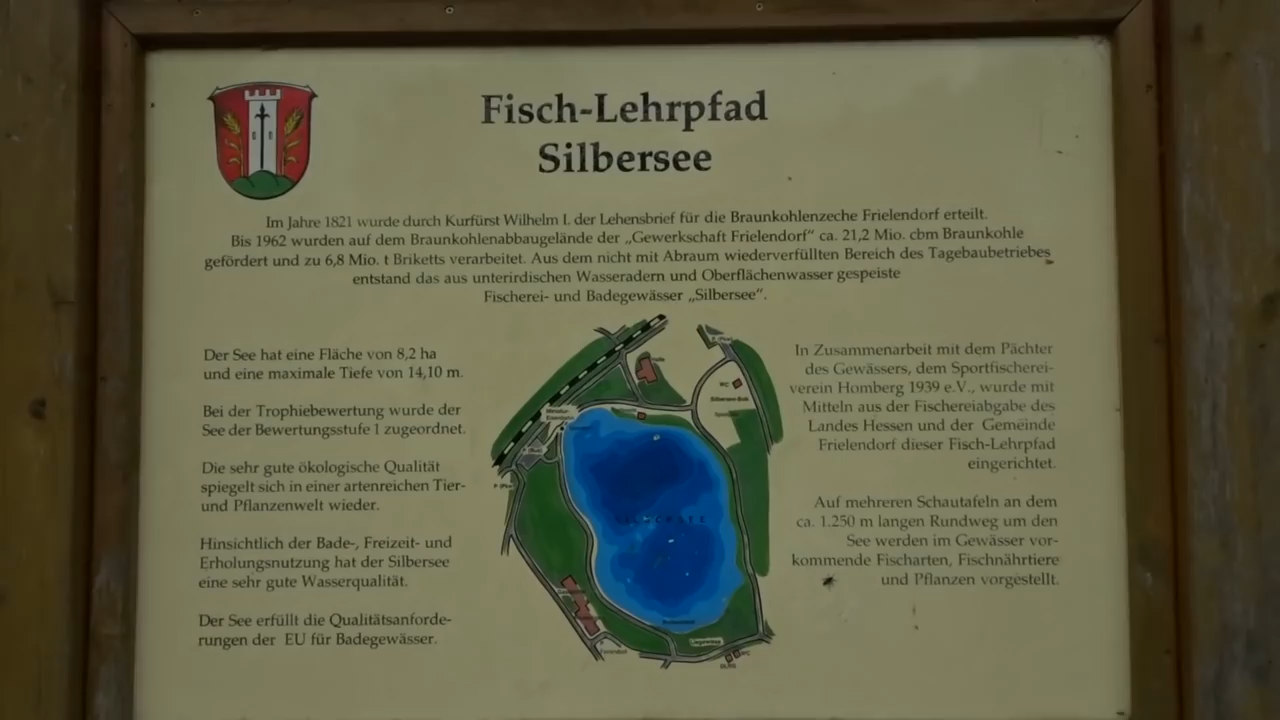 Fisch-Lehrpfad
Silbersee
Im Jahre 1821 wurde durch Kurfürst Wilhelm I. der Lehensbrief für die Braunkohlenzeche Frielendorf erteilt.
Bis 1962 wurden auf dem Braunkohlenabbaugelände der „Gewerkschaft Frielendorf“ ca. 21,2 Mio. cbm Braunkohle
gefördert und zu 6,8 Mio. t Briketts verarbeitet. Aus dem nicht mit Abraum wiederverfüllten Bereich des Tagebaubetriebes
entstand das aus unterirdischen Wasseradern und Oberflächenwasser gespeiste
Fischerei- und Badegewässer „Silbersee“.
Der See hat eine Fläche von 8,2 ha
und eine maximale Tiefe von 14,10 m.
Bei der Trophiebewertung wurde der
See der Bewertungsstufe 1 zugeordnet.
Die sehr gute ökologische Qualität
spiegelt sich in einer artenreichen Tier-
und Pflanzenwelt wieder.
Hinsichtlich der Bade-, Freizeit- und
Erholungsnutzung hat der Silbersee
eine sehr gute Wasserqualität.
Der See erfüllt die Qualitätsanforde-
rungen der EU für Badegewässer.
WC
SILBERSEE
In Zusammenarbeit mit dem Pächter
des Gewässers, dem Sportfischerei-
verein Homberg 1939 e.V., wurde mit
Mitteln aus der Fischereiabgabe des
Landes Hessen und der Gemeinde
Frielendorf dieser Fisch-Lehrpfad
eingerichtet.
Auf mehreren Schautafeln an dem
ca. 1.250 m langen Rundweg um den
See werden im Gewässer vor-
kommende Fischarten, Fischnährtiere
und Pflanzen vorgestellt.